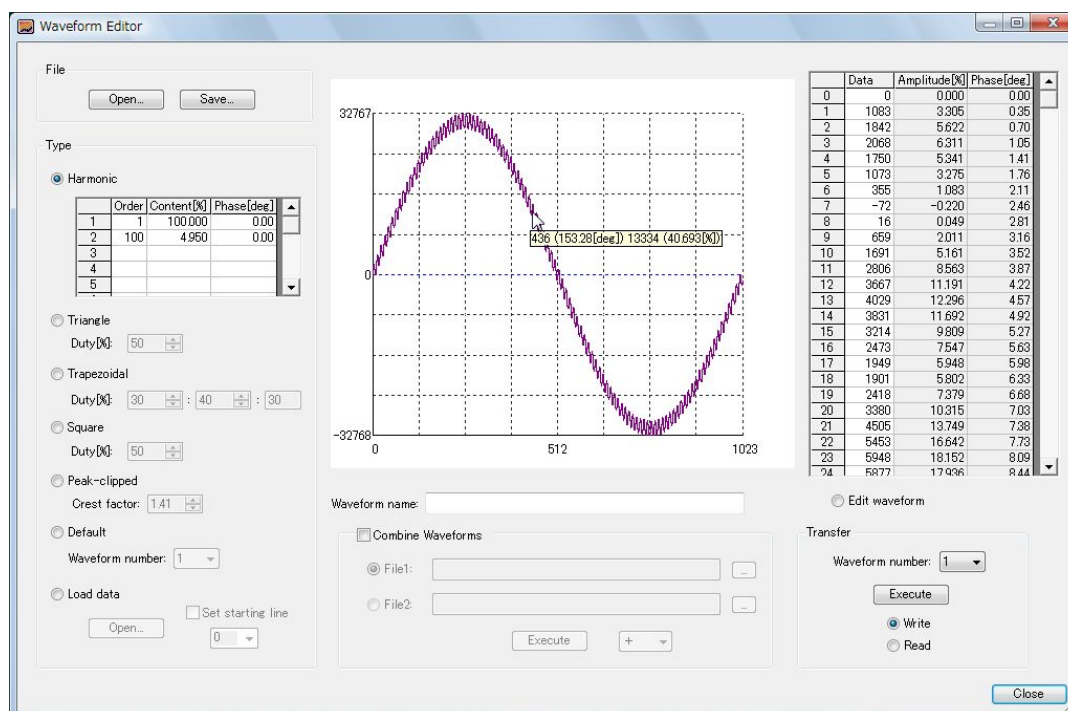 Waveform Editor
File
Open... Save...
Type
Harmonic
Order Content[%] Phase[deg]
1 1 100.000 0.00
2 100 4.950 0.00
3
4
5
Triangle
Duty[%]: 50
Trapezoidal
Duty[%]: 30 : 40 : 30
Square
Duty[%]: 50
Peak-clipped
Crest factor: 1.41
Default
Waveform number: 1
Load data
Open... Set starting line
0
32767
0
-32768
0 512 1023
436 (153.28[deg]) 13334 (40.693[%])
Waveform name:
Combine Waveforms
File1: ...
File2: ...
Execute +
Data Amplitude[%] Phase[deg]
0 0 0.000 0.00
1 1083 3.305 0.35
2 1842 5.622 0.70
3 2068 6.311 1.05
4 1750 5.341 1.41
5 1073 3.275 1.76
6 355 1.083 2.11
7 -72 -0.220 2.46
8 16 0.049 2.81
9 659 2.011 3.16
10 1691 5.161 3.52
11 2806 8.563 3.87
12 3667 11.191 4.22
13 4029 12.296 4.57
14 3831 11.692 4.92
15 3214 9.809 5.27
16 2473 7.547 5.63
17 1949 5.948 5.98
18 1901 5.802 6.33
19 2418 7.379 6.68
20 3380 10.315 7.03
21 4505 13.749 7.38
22 5453 16.642 7.73
23 5948 18.152 8.09
24 5877 17.936 8.44
Edit waveform
Transfer
Waveform number: 1
Execute
Write
Read
Close